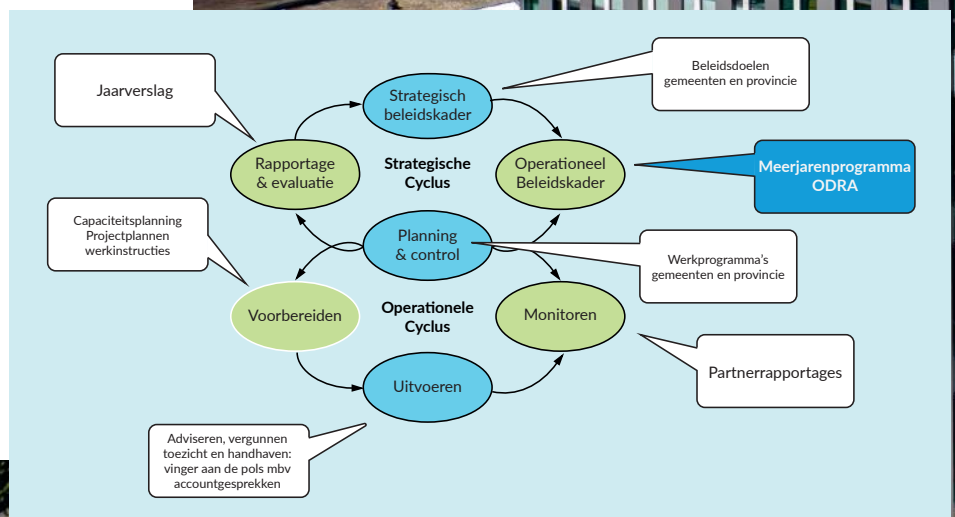 Jaarverslag
Strategisch
beleidskader
Beleidsdoelen
gemeenten en provincie
Rapportage
& evaluatie
Strategische
Cyclus
Operationeel
Beleidskader
Meerjarenprogramma
ODRA
Capaciteitsplanning
Projectplannen
werkinstructies
Planning
& control
Werkprogramma's
gemeenten en provincie
Voorbereiden
Operationele
Cyclus
Monitoren
Uitvoeren
Partnerrapportages
Adviseren, vergunnen
toezicht en handhaven:
vinger aan de pols mbv
accountgesprekken